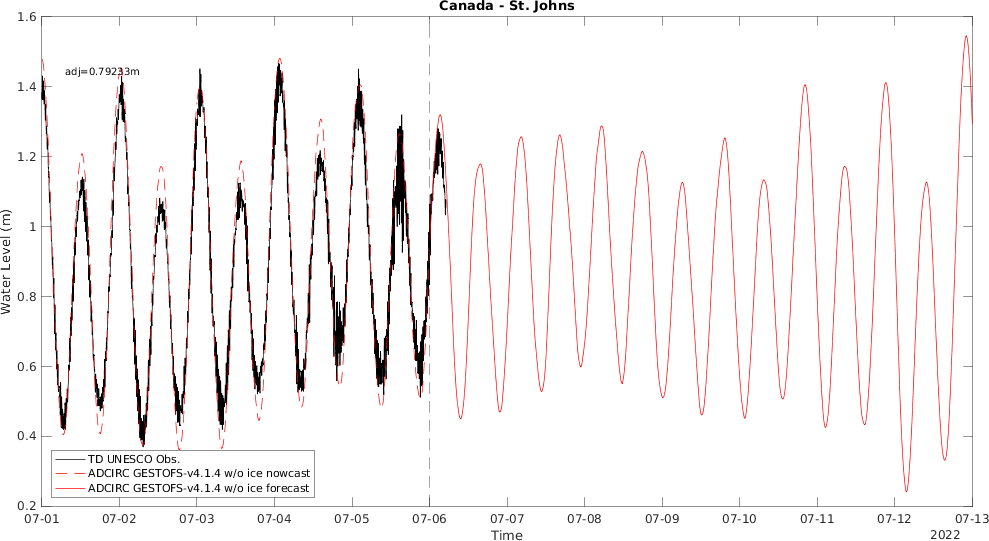 Canada - St. Johns
adj=0.79233m
Water Level (m)
1.6
1.4
1.2
1
0.8
0.6
0.4
0.2
TD UNESCO Obs.
ADCIRC GESTOFS-v4.1.4 w/o ice nowcast
ADCIRC GESTOFS-v4.1.4 w/o ice forecast
07-01 07-02 07-03 07-04 07-05 07-06 07-07 07-08 07-09 07-10 07-11 07-12 07-13
Time
2022